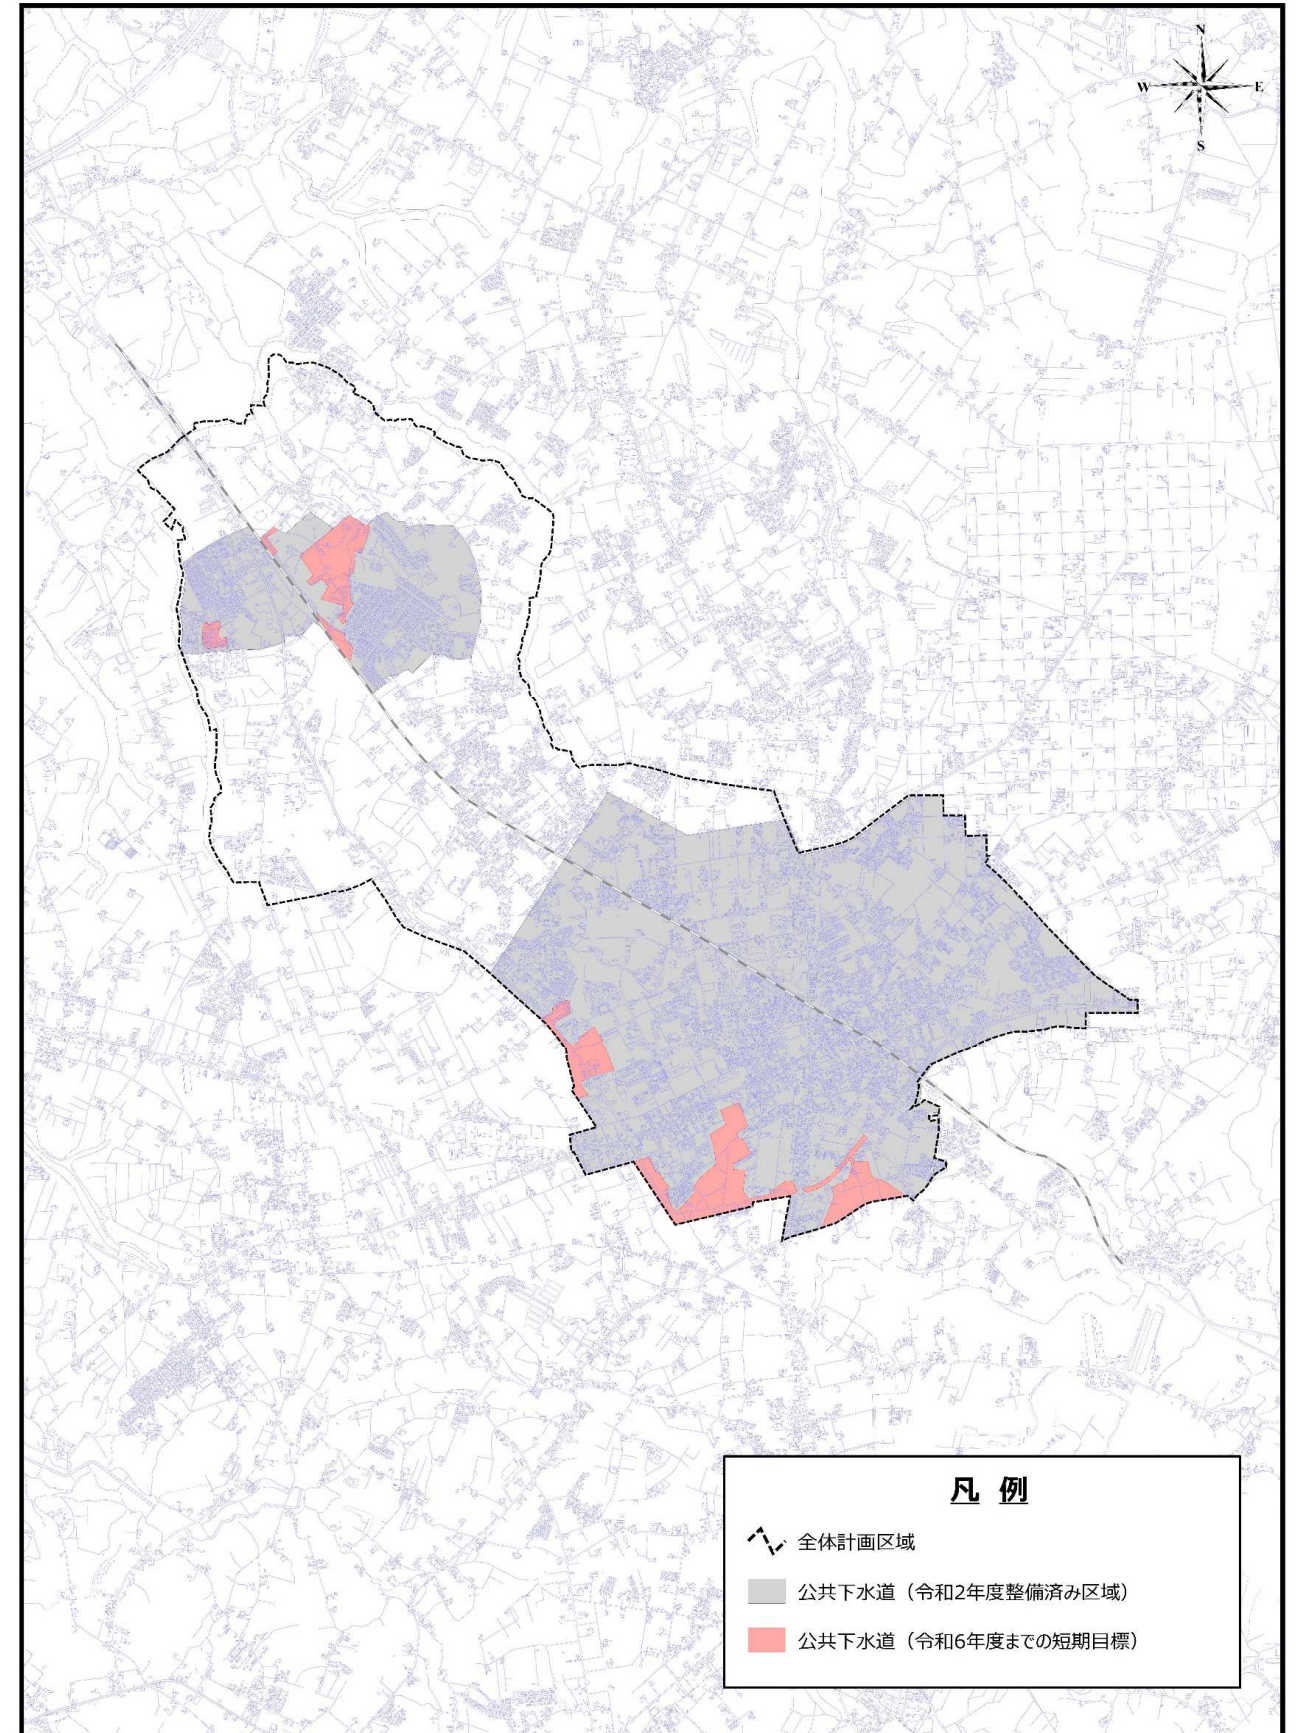 N
W
E
S
凡 例
全体計画区域
公共下水道（令和2年度整備済み区域）
公共下水道（令和6年度までの短期目標）